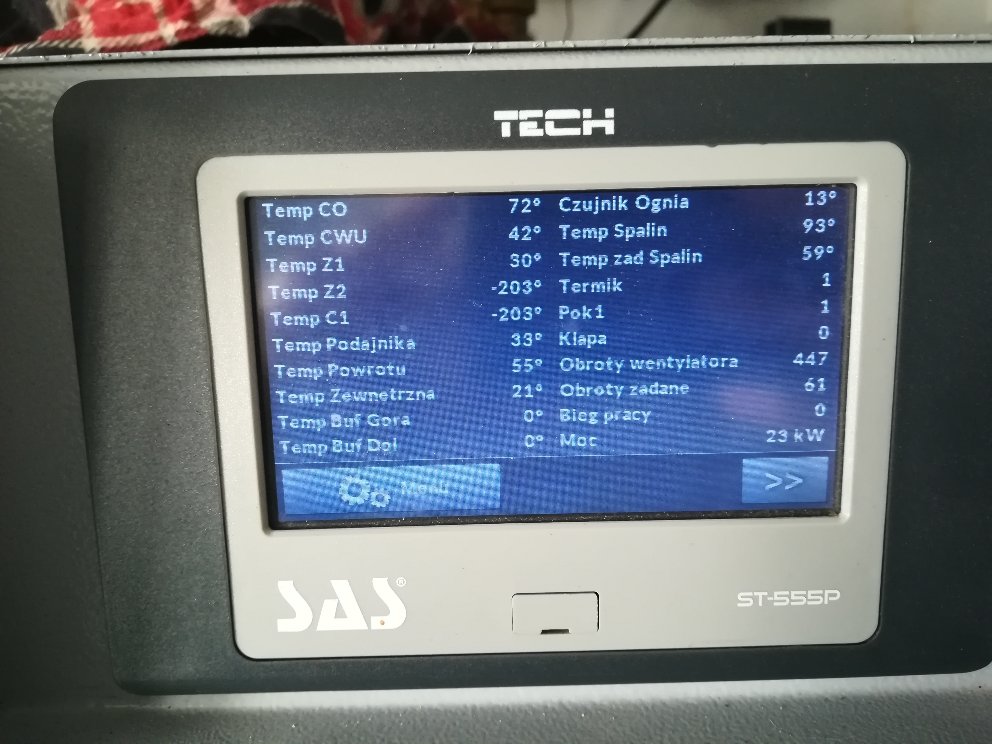 TECH
Temp CO 72° Czujnik Ognia 13°
Temp CWU 42° Temp Spalin 93°
Temp Z1 30° Temp zad Spalin 59°
Temp Z2 -203° Termik 1
Temp C1 -203° Pok1 1
Temp Podajnika 33° Klapa 0
Temp Powrotu 55° Obroty wentylatora 447
Temp Zewnetrzna 21° Obroty zadane 61
Temp Buf Gora 0° Bieg pracy 0
Temp Buf Dol 0° Moc 23 kW
Menu >>
SAS® ST-555P